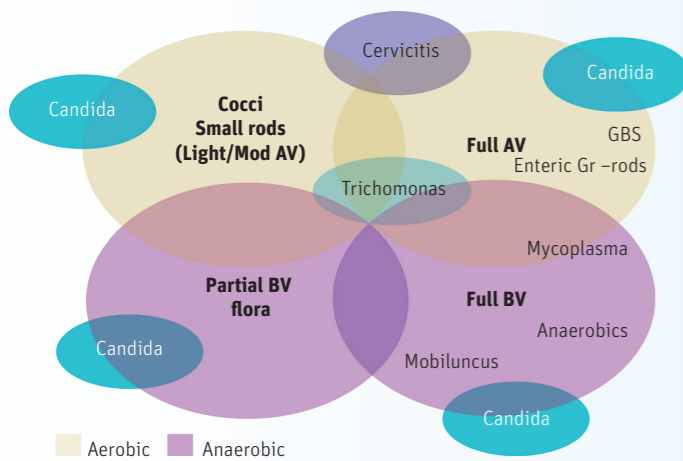 Cervicitis
Candida
Candida
Cocci
Small rods
(Light/Mod AV)
Full AV
GBS
Enteric Gr –rods
Trichomonas
Mycoplasma
Partial BV
flora
Full BV
Anaerobics
Candida
Mobiluncus
Candida
Aerobic
Anaerobic